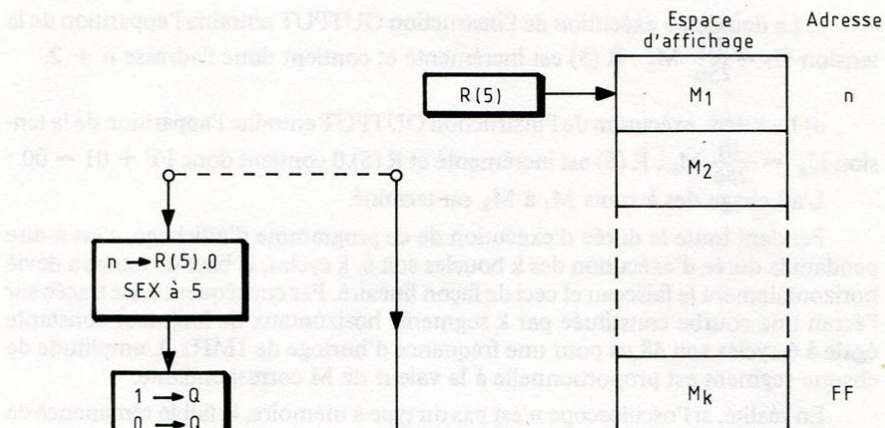 Espace Adresse
d'affichage
R(5) M1 n
M2
n → R(5).0
SEX à 5
1 → Q
0 → Q
Mk FF